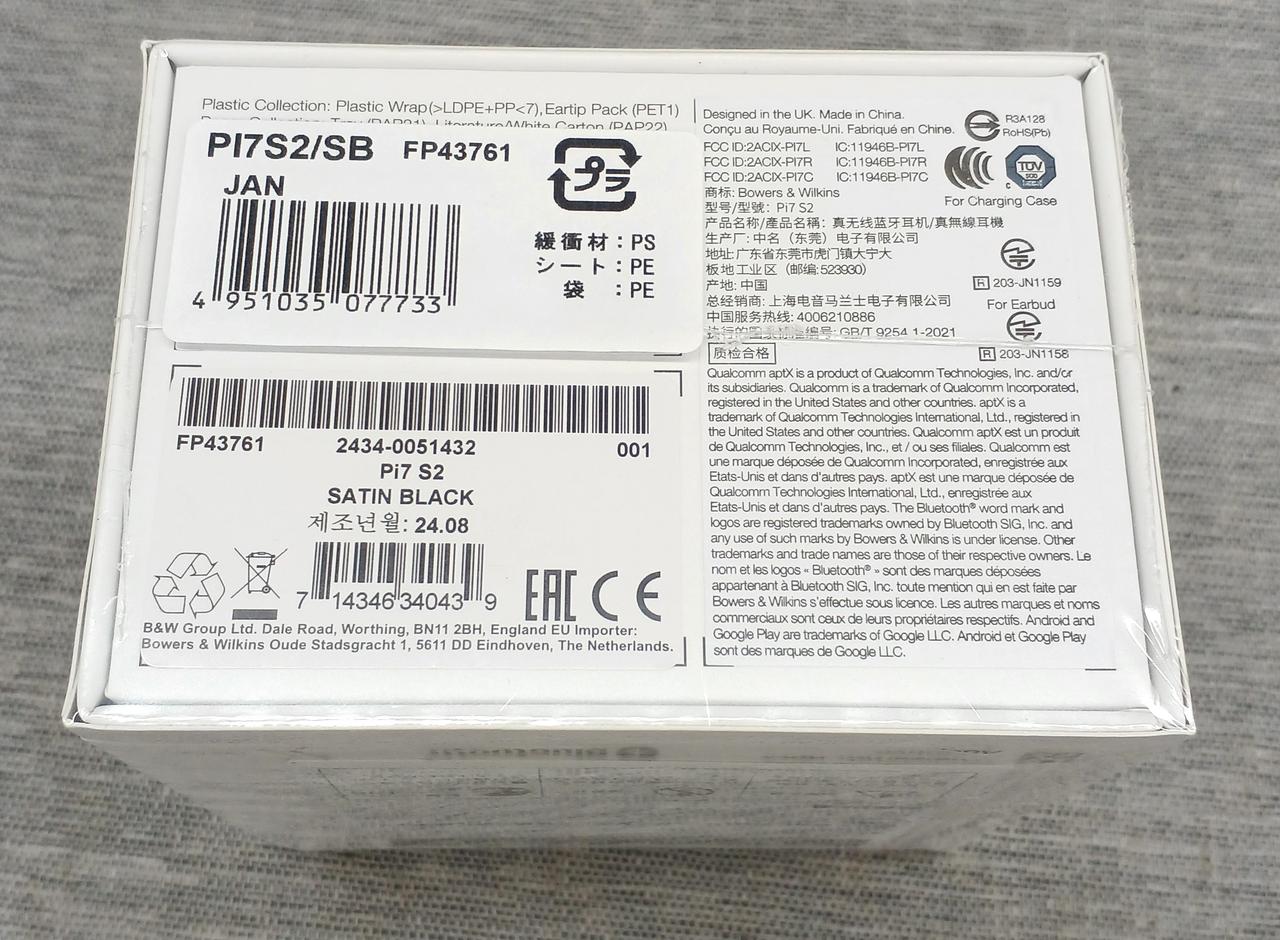 Plastic Collection: Plastic Wrap(>LDPE+PP<7),Eartip Pack (PET1)
PI7S2/SB FP43761
JAN
4 951035 077733
プラ
緩衝材：PS
シート：PE
袋　：PE
FP43761 2434-0051432 001
Pi7 S2
SATIN BLACK
제조년월: 24.08
7 14346 34043 9
EAC CE
B&W Group Ltd. Dale Road, Worthing, BN11 2BH, England EU Importer:
Bowers & Wilkins Oude Stadsgracht 1, 5611 DD Eindhoven, The Netherlands.
Designed in the UK. Made in China.
Conçu au Royaume-Uni. Fabriqué en Chine.
R3A128
RoHS(Pb)
FCC ID:2ACIX-PI7L IC:11946B-PI7L
FCC ID:2ACIX-PI7R IC:11946B-PI7R
FCC ID:2ACIX-PI7C IC:11946B-PI7C
TÜV
SÜD
For Charging Case
商标: Bowers & Wilkins
型号/型號: Pi7 S2
产品名称/產品名稱: 真无线蓝牙耳机/真無線耳機
生产厂: 中名（东莞）电子有限公司
地址: 广东省东莞市虎门镇大宁大
板地工业区（邮编:523930）
产地: 中国
R 203-JN1159
总经销商: 上海电音马兰士电子有限公司
For Earbud
中国服务热线: 4006210886
执行的国家标准编号: GB/T 9254.1-2021
质检合格
R 203-JN1158
Qualcomm aptX is a product of Qualcomm Technologies, Inc. and/or
its subsidiaries. Qualcomm is a trademark of Qualcomm Incorporated,
registered in the United States and other countries. aptX is a
trademark of Qualcomm Technologies International, Ltd., registered in
the United States and other countries. Qualcomm aptX est un produit
de Qualcomm Technologies, Inc., et / ou ses filiales. Qualcomm est
une marque déposée de Qualcomm Incorporated, enregistrée aux
Etats-Unis et dans d'autres pays. aptX est une marque déposée de
Qualcomm Technologies International, Ltd., enregistrée aux
Etats-Unis et dans d'autres pays. The Bluetooth® word mark and
logos are registered trademarks owned by Bluetooth SIG, Inc. and
any use of such marks by Bowers & Wilkins is under license. Other
trademarks and trade names are those of their respective owners. Le
nom et les logos « Bluetooth® » sont des marques déposées
appartenant à Bluetooth SIG, Inc. toute mention qui en est faite par
Bowers & Wilkins s'effectue sous licence. Les autres marques et noms
commerciaux sont ceux de leurs propriétaires respectifs. Android and
Google Play are trademarks of Google LLC. Android et Google Play
sont des marques de Google LLC.